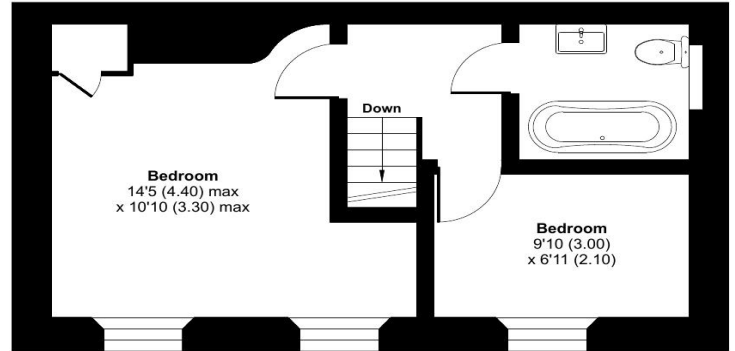 Down
Bedroom
14'5 (4.40) max
x 10'10 (3.30) max
Bedroom
9'10 (3.00)
x 6'11 (2.10)